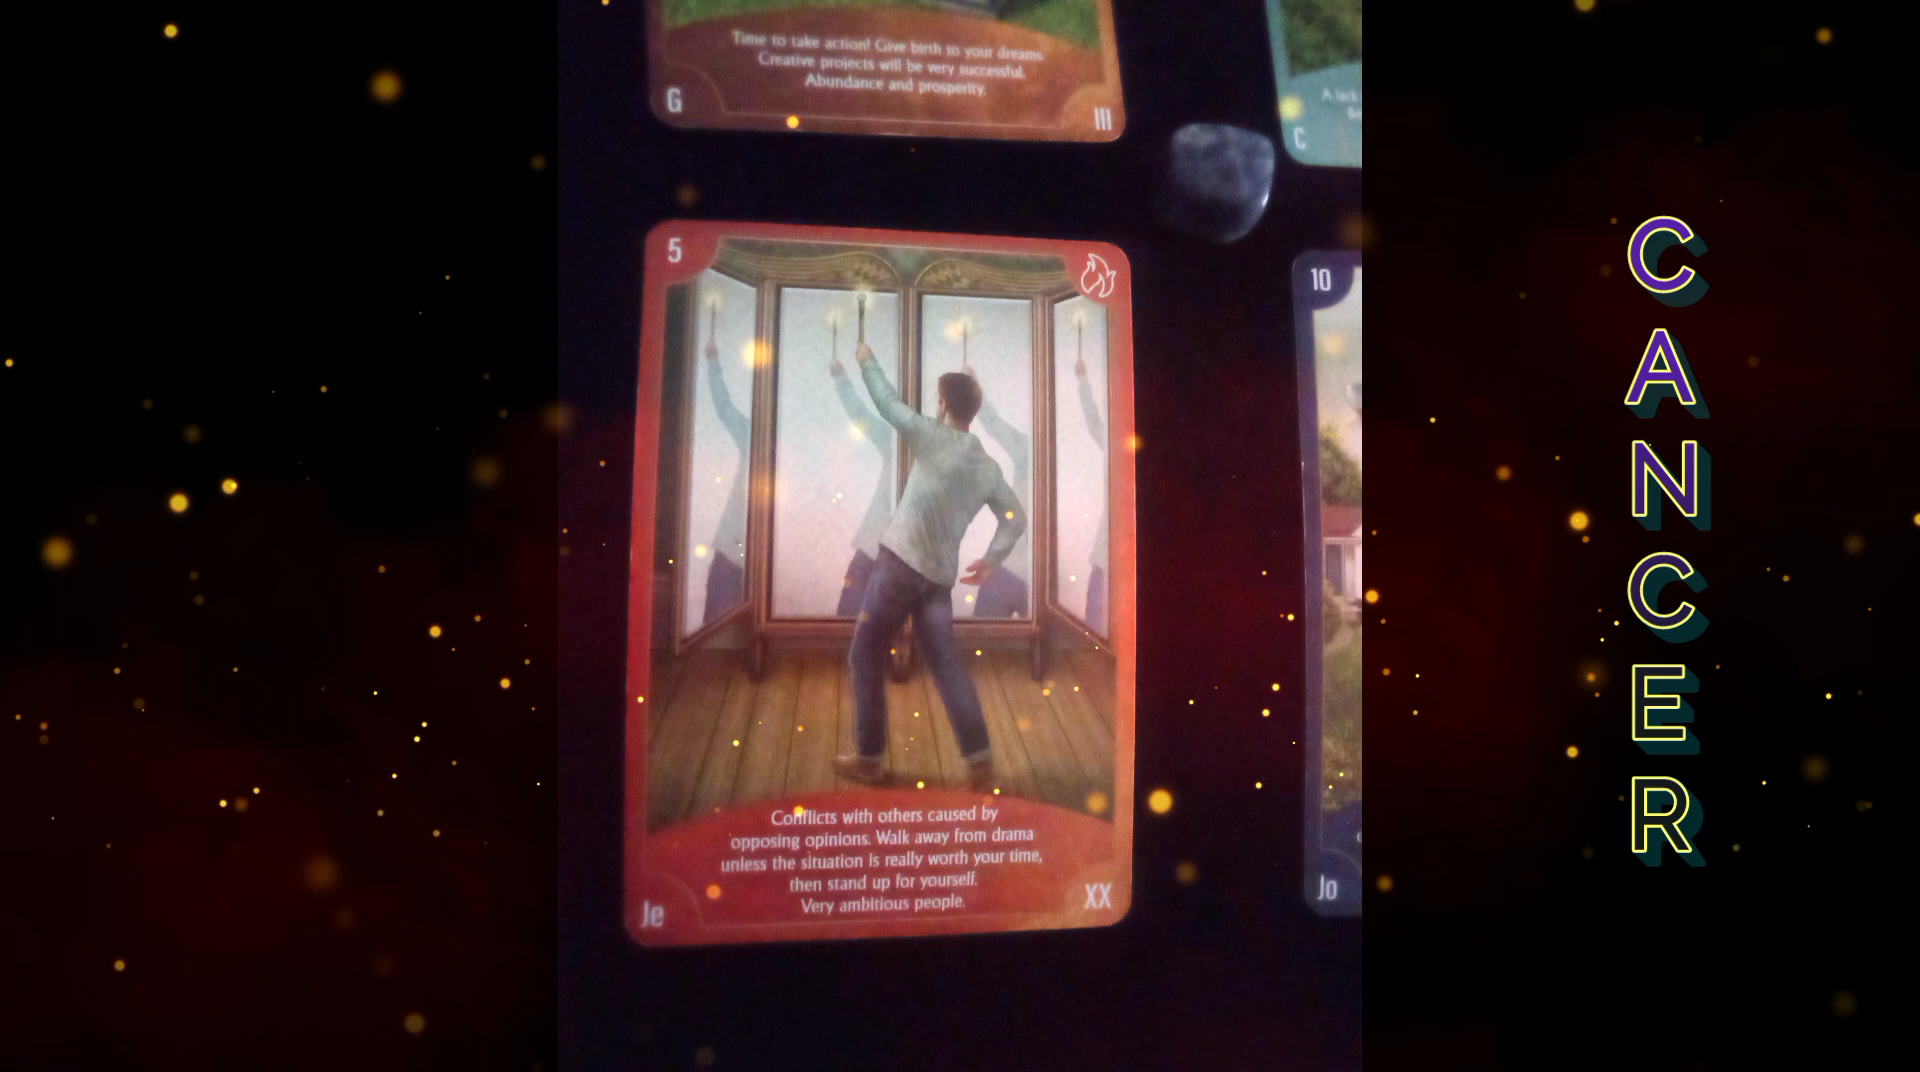 Time to take action! Give birth to your dreams.
Creative projects will be very successful.
Abundance and prosperity.
G
III
A lack
C
5
Conflicts with others caused by
opposing opinions. Walk away from drama
unless the situation is really worth your time,
then stand up for yourself.
Very ambitious people.
Je
XX
10
Jo
CANCER